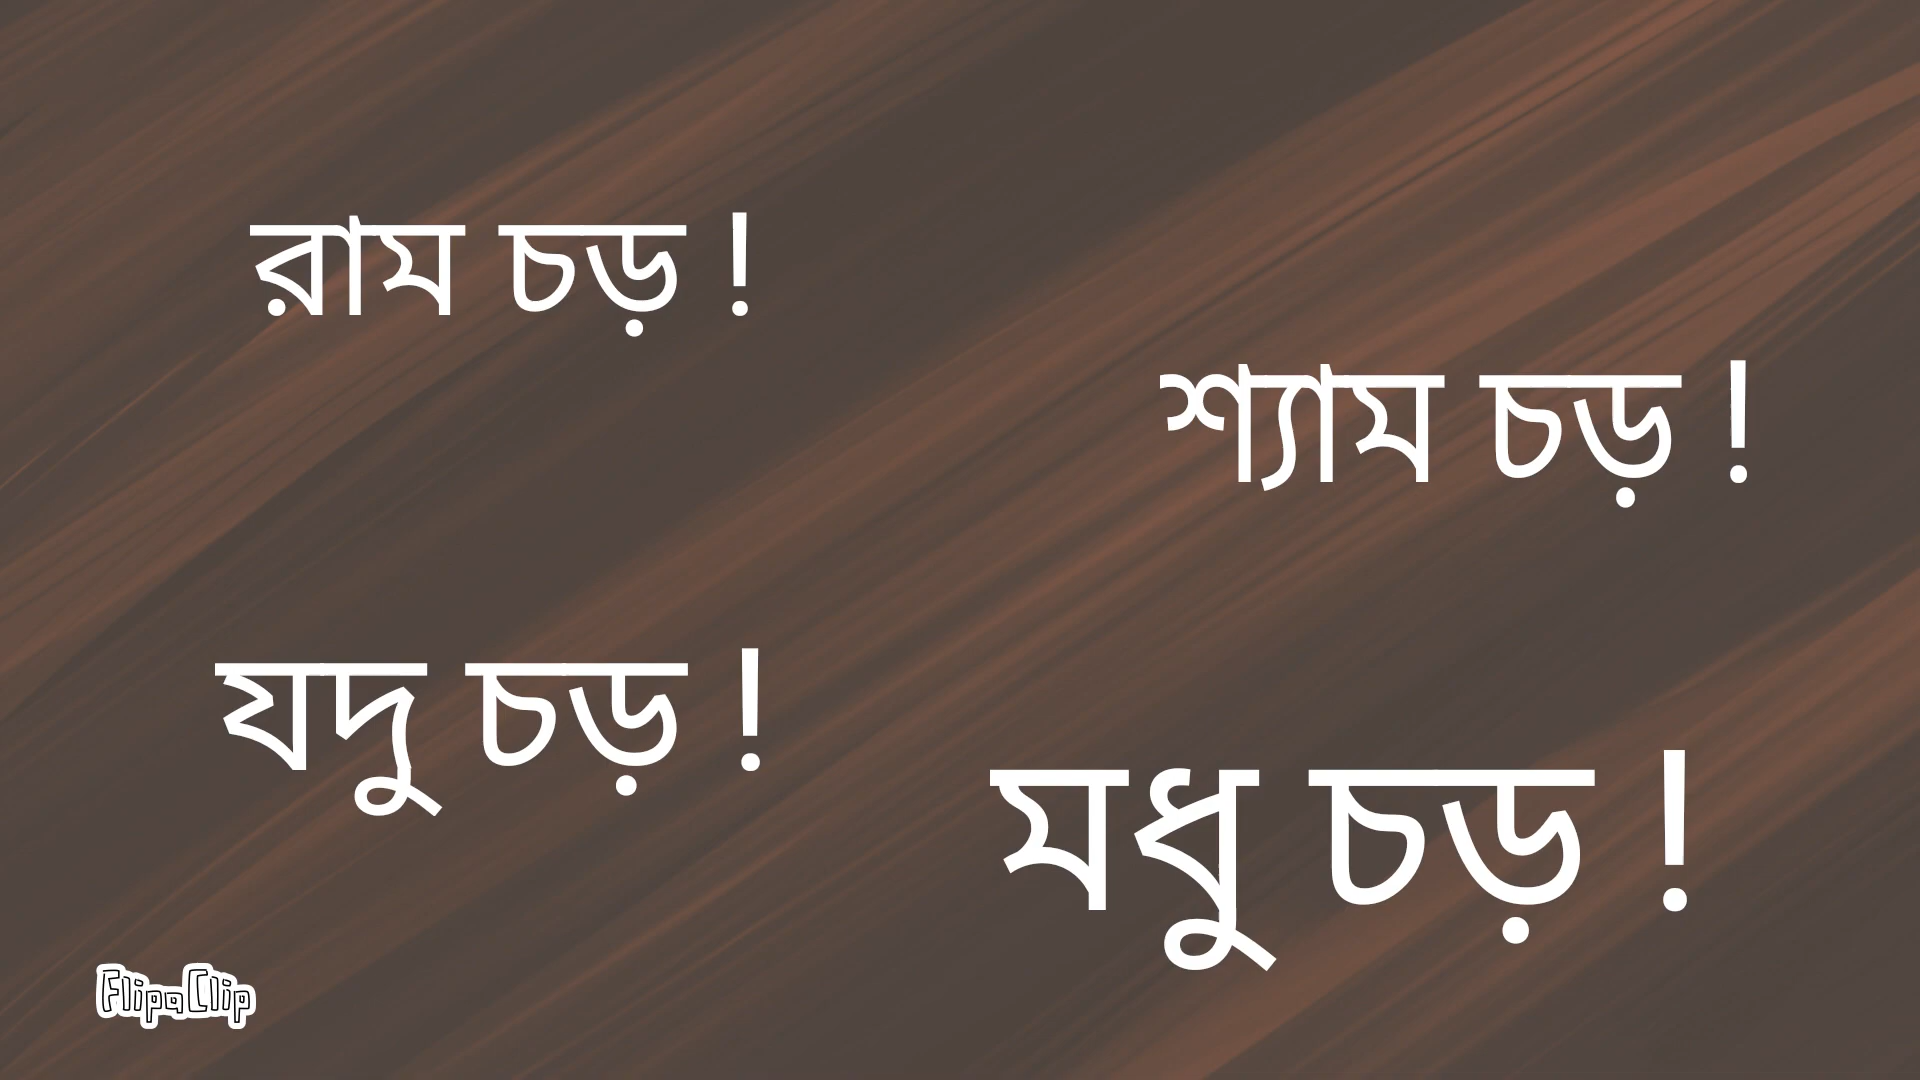 রাম চড় !
শ্যাম চড় !
যদু চড় !
মধু চড় !
FlipaClip